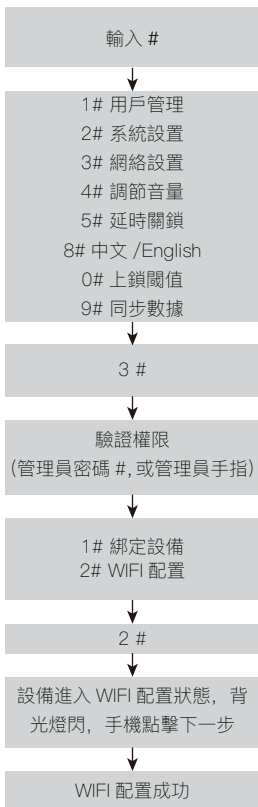 輸入 #
1# 用戶管理
2# 系統設置
3# 網絡設置
4# 調節音量
5# 延時關鎖
8# 中文 /English
0# 上鎖閾值
9# 同步數據
3 #
驗證權限
(管理員密碼 #, 或管理員手指)
1# 綁定設備
2# WIFI 配置
2 #
設備進入 WIFI 配置狀態，背
光燈閃，手機點擊下一步
WIFI 配置成功